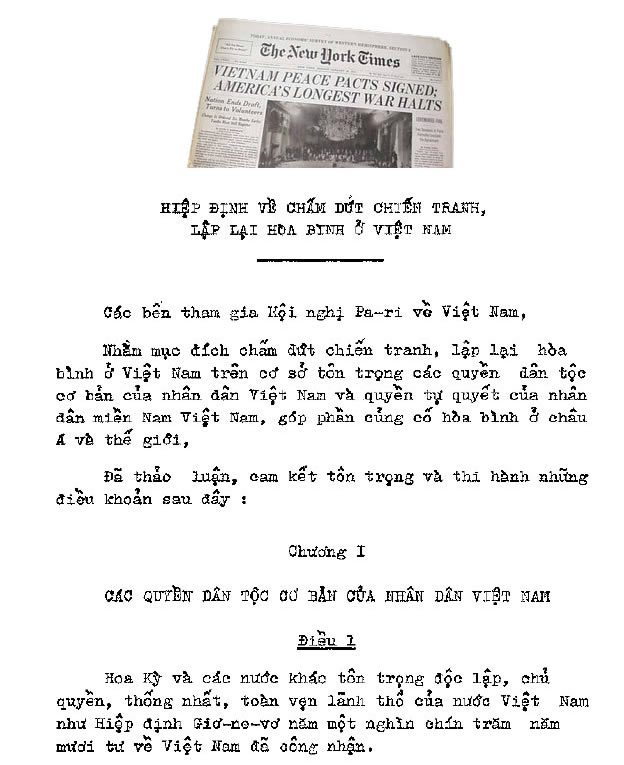 The New York Times
VIETNAM PEACE PACTS SIGNED;
AMERICA'S LONGEST WAR HALTS
Nation Ends Draft,
Turns to Volunteers
HIỆP ĐỊNH VỀ CHẤM DỨT CHIẾN TRANH,
LẬP LẠI HÒA BÌNH Ở VIỆT NAM
Các bên tham gia Hội nghị Pa-ri về Việt Nam,
Nhằm mục đích chấm dứt chiến tranh, lập lại hòa
bình ở Việt Nam trên cơ sở tôn trọng các quyền dân tộc
cơ bản của nhân dân Việt Nam và quyền tự quyết của nhân
dân miền Nam Việt Nam, góp phần củng cố hòa bình ở châu
Á và thế giới,
Đã thảo luận, cam kết tôn trọng và thi hành những
điều khoản sau đây :
Chương I
CÁC QUYỀN DÂN TỘC CƠ BẢN CỦA NHÂN DÂN VIỆT NAM
Điều 1
Hoa Kỳ và các nước khác tôn trọng độc lập, chủ
quyền, thống nhất, toàn vẹn lãnh thổ của nước Việt Nam
như Hiệp định Giơ-ne-vơ năm một nghìn chín trăm năm
mươi tư về Việt Nam đã công nhận.